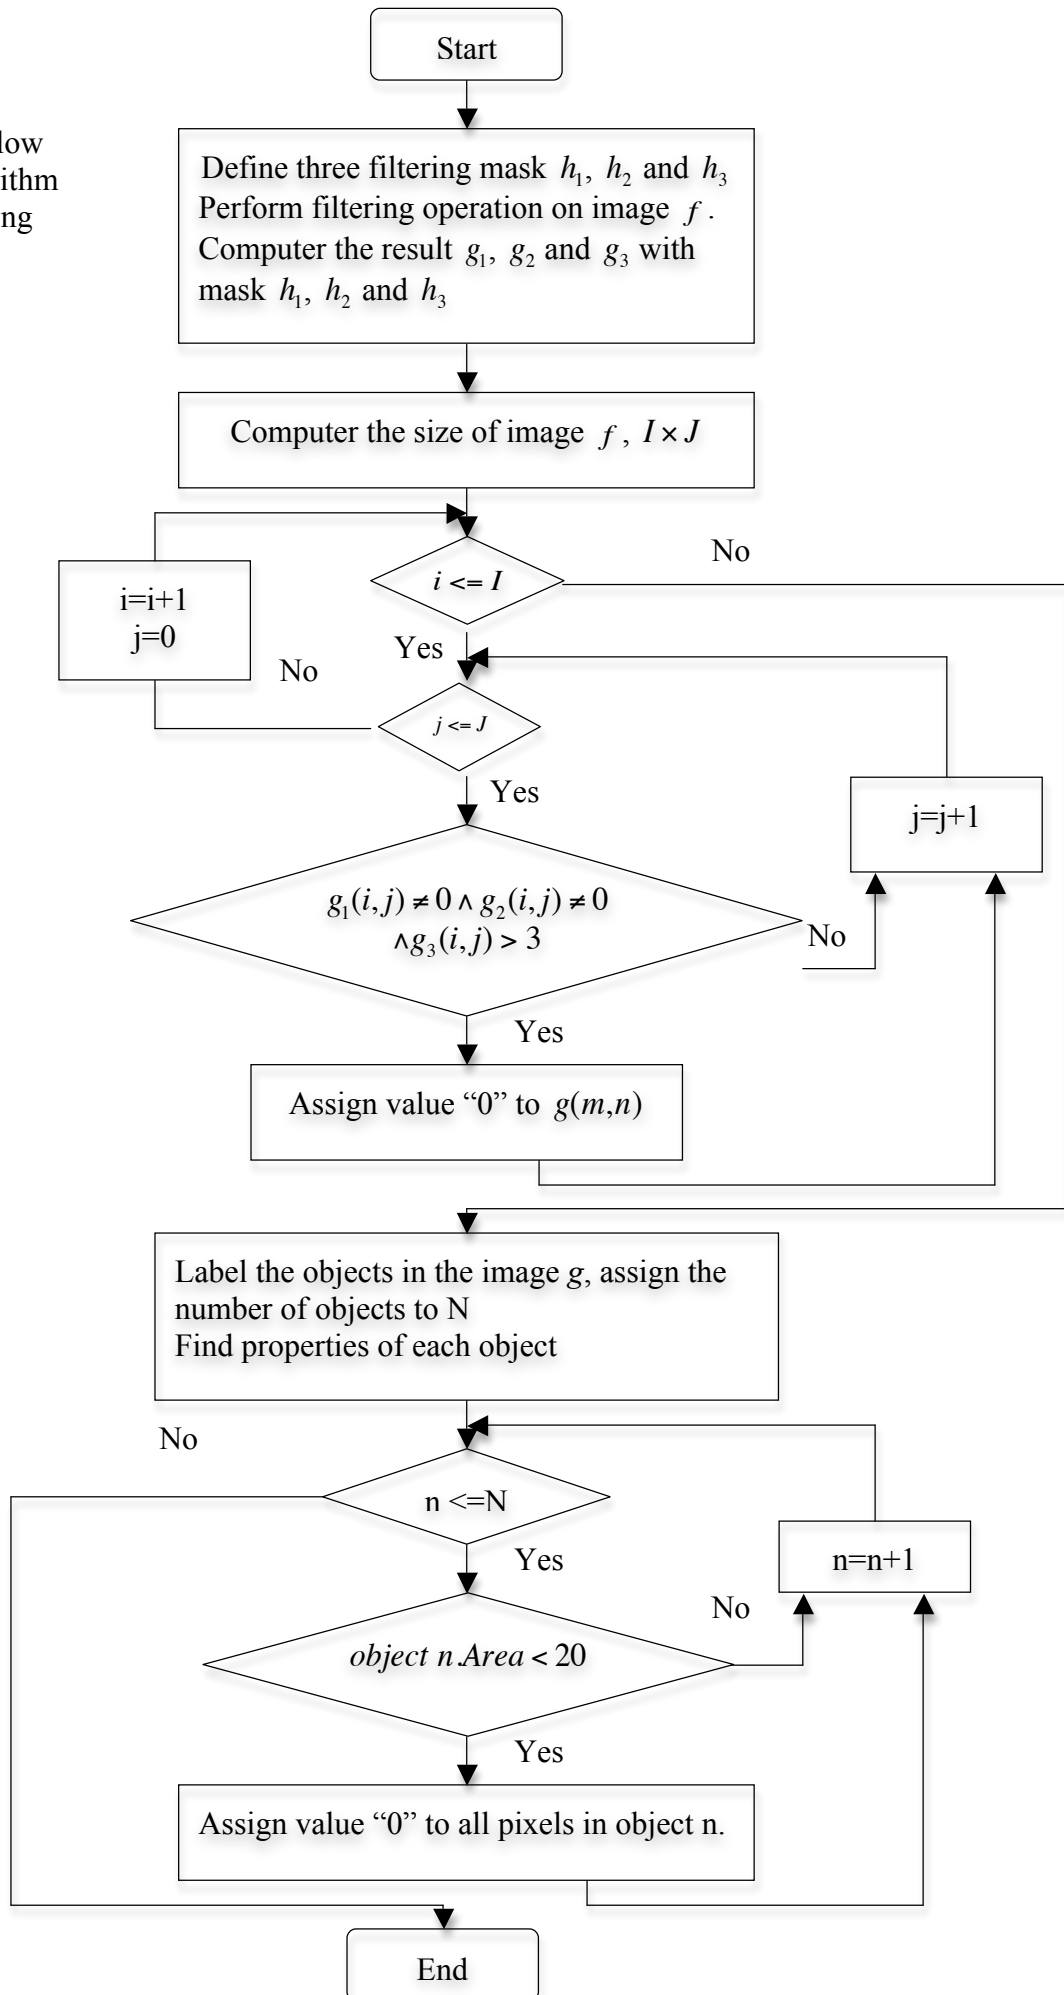 Start
low
ithm
ng
Define three filtering mask h₁, h₂ and h₃
Perform filtering operation on image f .
Computer the result g₁, g₂ and g₃ with
mask h₁, h₂ and h₃
Computer the size of image f , I × J
i <= I
No
i=i+1
j=0
Yes
No
j <= J
Yes
j=j+1
g₁(i,j) ≠ 0 ∧ g₂(i,j) ≠ 0
∧g₃(i,j) > 3
No
Yes
Assign value “0” to g(m,n)
Label the objects in the image g, assign the
number of objects to N
Find properties of each object
No
n <=N
Yes
n=n+1
No
object n.Area < 20
Yes
Assign value “0” to all pixels in object n.
End